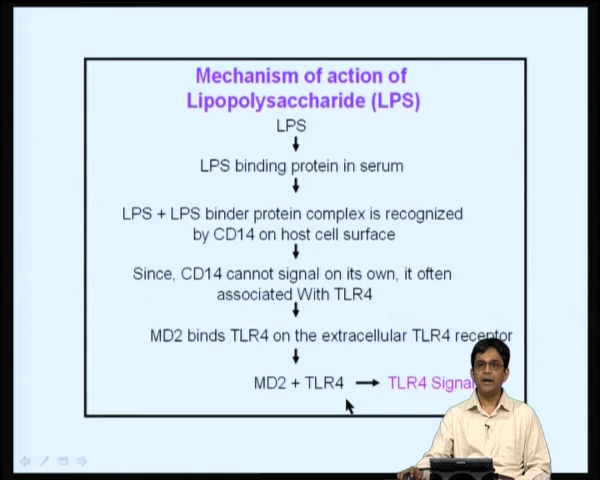 Mechanism of action of
Lipopolysaccharide (LPS)
LPS
LPS binding protein in serum
LPS + LPS binder protein complex is recognized
by CD14 on host cell surface
Since, CD14 cannot signal on its own, it often
associated With TLR4
MD2 binds TLR4 on the extracellular TLR4 receptor
MD2 + TLR4 → TLR4 Signal